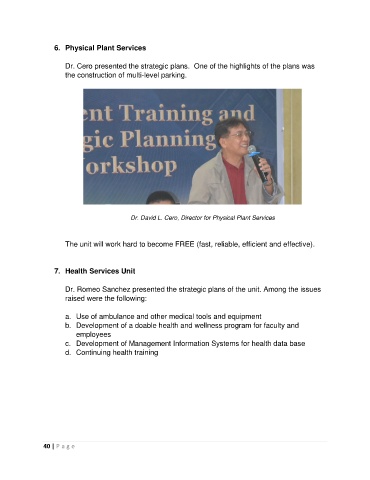 6. Physical Plant Services
Dr. Cero presented the strategic plans. One of the highlights of the plans was
the construction of multi-level parking.
ent Training and
gic Planning
orkshop
Dr. David L. Cero, Director for Physical Plant Services
The unit will work hard to become FREE (fast, reliable, efficient and effective).
7. Health Services Unit
Dr. Romeo Sanchez presented the strategic plans of the unit. Among the issues
raised were the following:
a. Use of ambulance and other medical tools and equipment
b. Development of a doable health and wellness program for faculty and
employees
c. Development of Management Information Systems for health data base
d. Continuing health training
40 | Page